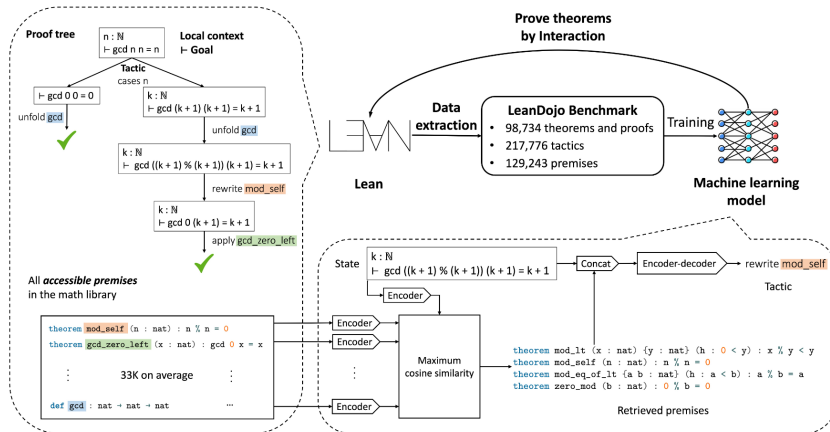 Proof tree
n : ℕ
⊢ gcd n n = n
Local context
⊢ Goal
Tactic
cases n
⊢ gcd 0 0 = 0
k : ℕ
⊢ gcd (k + 1) (k + 1) = k + 1
unfold gcd
unfold gcd
k : ℕ
⊢ gcd ((k + 1) % (k + 1)) (k + 1) = k + 1
rewrite mod_self
k : ℕ
⊢ gcd 0 (k + 1) = k + 1
apply gcd_zero_left
All accessible premises
in the math library
theorem mod_self (n : nat) : n % n = 0
theorem gcd_zero_left (x : nat) : gcd 0 x = x
⋮ 33K on average ⋮
def gcd : nat → nat → nat ⋯
Prove theorems
by Interaction
LEAN
Lean
Data
extraction
LeanDojo Benchmark
• 98,734 theorems and proofs
• 217,776 tactics
• 129,243 premises
Training
Machine learning
model
State
k : ℕ
⊢ gcd ((k + 1) % (k + 1)) (k + 1) = k + 1
Concat
Encoder-decoder
rewrite mod_self
Tactic
Encoder
Encoder
Encoder
Encoder
Maximum
cosine similarity
theorem mod_lt (x : nat) {y : nat} (h : 0 < y) : x % y < y
theorem mod_self (n : nat) : n % n = 0
theorem mod_eq_of_lt {a b : nat} (h : a < b) : a % b = a
theorem zero_mod (b : nat) : 0 % b = 0
Retrieved premises